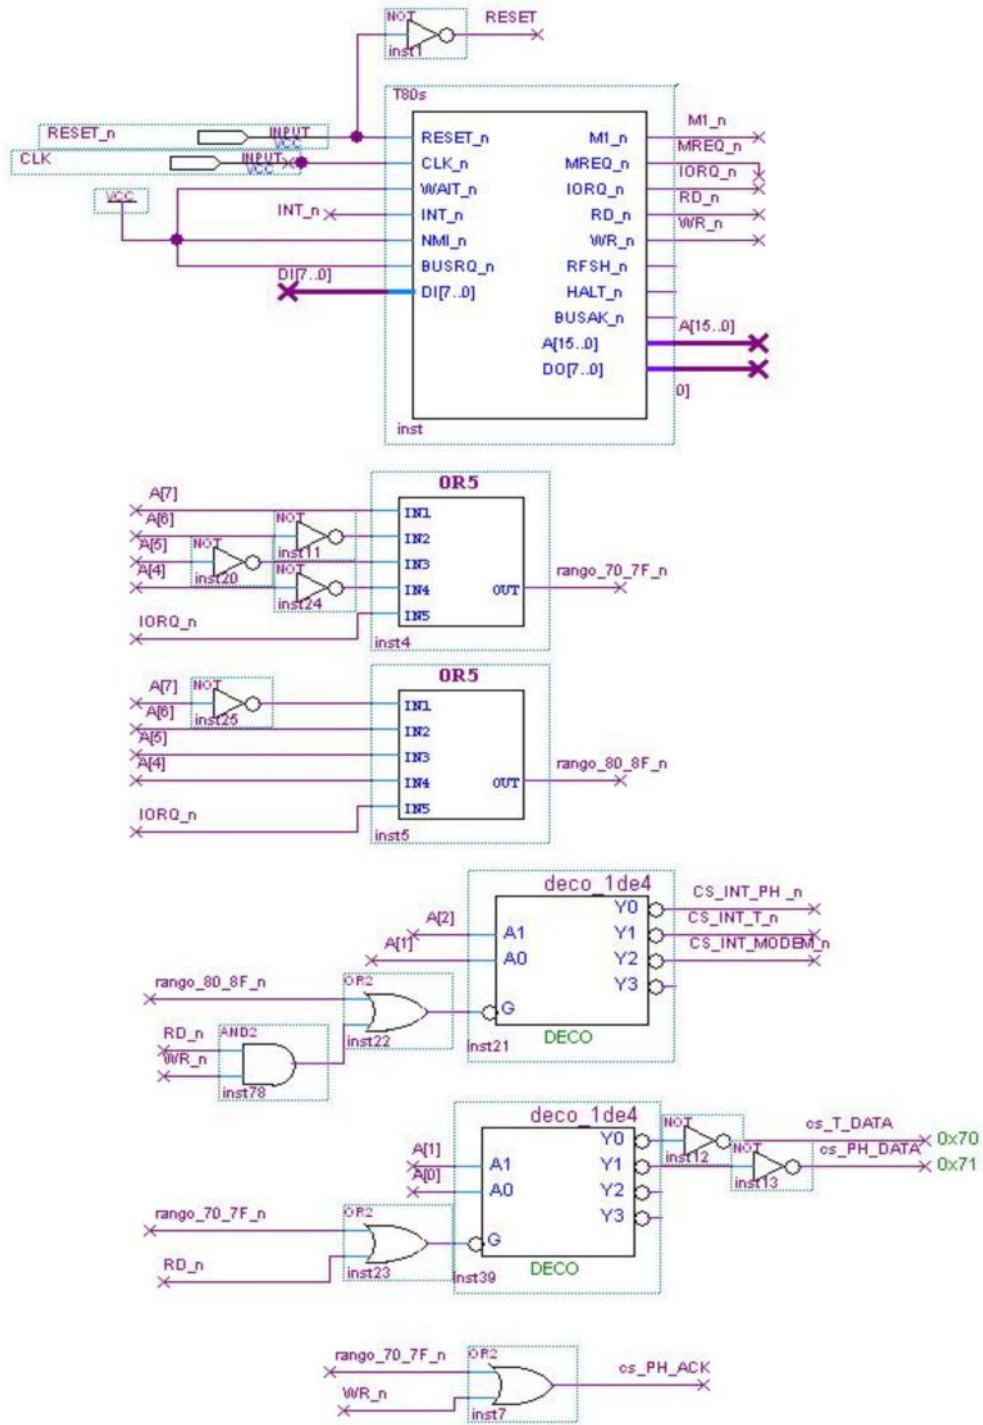 NOT
RESET
inst1
T80s
RESET_n
INPUT
VCC
CLK
INPUT
VCC
VCC
INT_n
DI[7..0]
RESET_n
CLK_n
WAIT_n
INT_n
NMI_n
BUSRQ_n
DI[7..0]
M1_n
MREQ_n
IORQ_n
RD_n
WR_n
RFSH_n
HALT_n
BUSAK_n
A[15..0]
DO[7..0]
M1_n
MREQ_n
IORQ_n
RD_n
WR_n
A[15..0]
0]
inst
OR5
A[7]
A[6]
A[5]
A[4]
IORQ_n
NOT
inst11
NOT
inst20
NOT
inst24
IN1
IN2
IN3
IN4
IN5
OUT
rango_70_7F_n
inst4
OR5
A[7]
A[6]
A[5]
A[4]
IORQ_n
NOT
inst25
IN1
IN2
IN3
IN4
IN5
OUT
rango_80_8F_n
inst5
deco_1de4
A[2]
A[1]
A1
A0
G
Y0
Y1
Y2
Y3
CS_INT_PH _n
CS_INT_T_n
CS_INT_MODEM_n
rango_80_8F_n
OR2
inst22
RD_n
WR_n
AND2
inst78
inst21
DECO
deco_1de4
A[1]
A[0]
A1
A0
G
Y0
Y1
Y2
Y3
NOT
inst12
NOT
inst13
cs_T_DATA
0x70
cs_PH_DATA
0x71
rango_70_7F_n
RD_n
OR2
inst23
inst39
DECO
rango_70_7F_n
WR_n
OR2
inst7
cs_PH_ACK